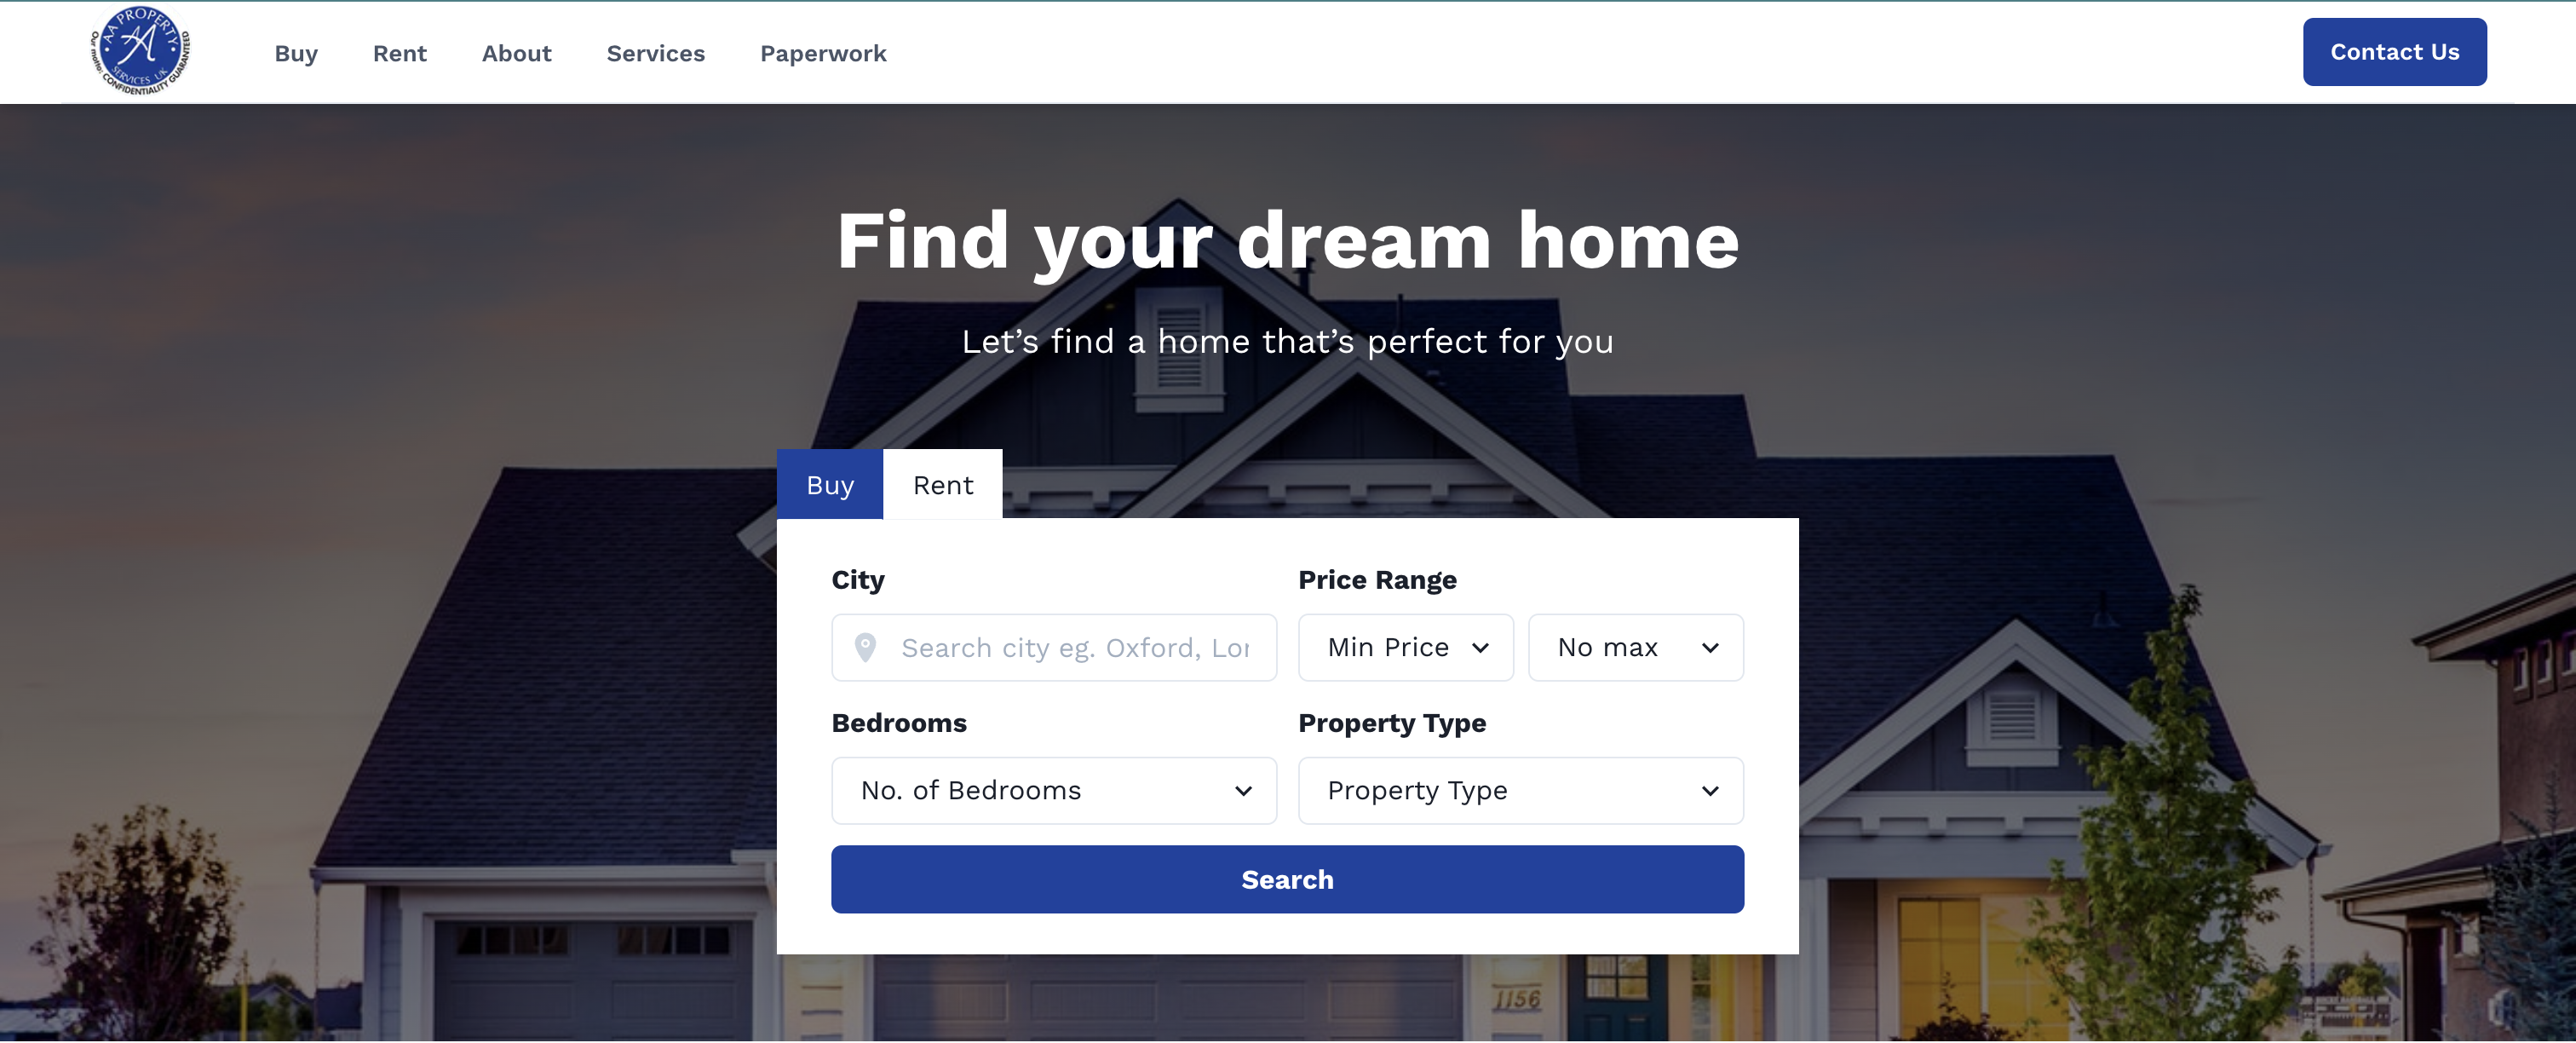 AA PROPERTY
SERVICES UK
Our motto: CONFIDENTIALITY GUARANTEED
Buy
Rent
About
Services
Paperwork
Contact Us
Find your dream home
Let’s find a home that’s perfect for you
Buy
Rent
City
Price Range
Search city eg. Oxford, Lor
Min Price
No max
Bedrooms
Property Type
No. of Bedrooms
Property Type
Search
1156